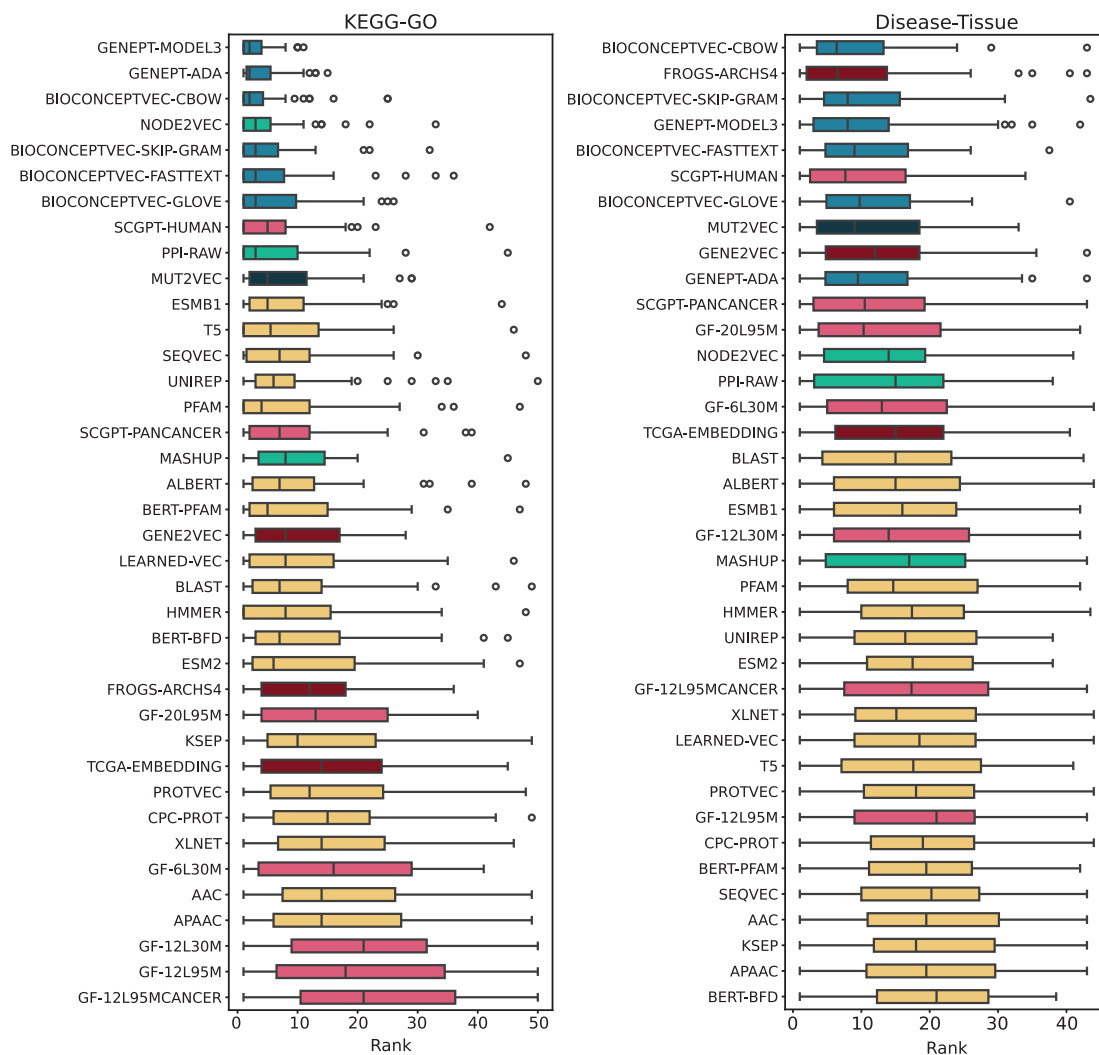 KEGG-GO
GENEPT-MODEL3
GENEPT-ADA
BIOCONCEPTVEC-CBOW
NODE2VEC
BIOCONCEPTVEC-SKIP-GRAM
BIOCONCEPTVEC-FASTTEXT
BIOCONCEPTVEC-GLOVE
SCGPT-HUMAN
PPI-RAW
MUT2VEC
ESMB1
T5
SEQVEC
UNIREP
PFAM
SCGPT-PANCANCER
MASHUP
ALBERT
BERT-PFAM
GENE2VEC
LEARNED-VEC
BLAST
HMMER
BERT-BFD
ESM2
FROGS-ARCHS4
GF-20L95M
KSEP
TCGA-EMBEDDING
PROTVEC
CPC-PROT
XLNET
GF-6L30M
AAC
APAAC
GF-12L30M
GF-12L95M
GF-12L95MCANCER
0 10 20 30 40 50
Rank
Disease-Tissue
BIOCONCEPTVEC-CBOW
FROGS-ARCHS4
BIOCONCEPTVEC-SKIP-GRAM
GENEPT-MODEL3
BIOCONCEPTVEC-FASTTEXT
SCGPT-HUMAN
BIOCONCEPTVEC-GLOVE
MUT2VEC
GENE2VEC
GENEPT-ADA
SCGPT-PANCANCER
GF-20L95M
NODE2VEC
PPI-RAW
GF-6L30M
TCGA-EMBEDDING
BLAST
ALBERT
ESMB1
GF-12L30M
MASHUP
PFAM
HMMER
UNIREP
ESM2
GF-12L95MCANCER
XLNET
LEARNED-VEC
T5
PROTVEC
GF-12L95M
CPC-PROT
BERT-PFAM
SEQVEC
AAC
KSEP
APAAC
BERT-BFD
0 10 20 30 40
Rank